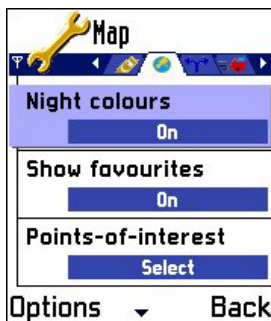 Map
Night colours
On
Show favourites
On
Points-of-interest
Select
Options Back